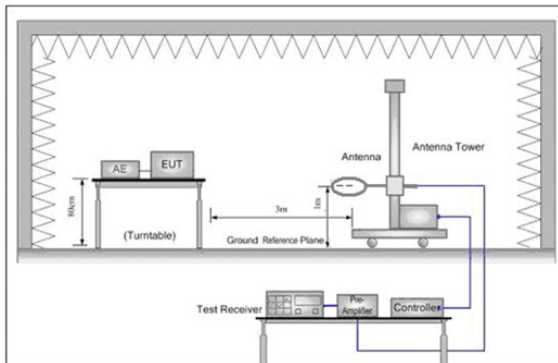 AE
EUT
80cm
(Turntable)
3m
Antenna
Antenna Tower
1m
Ground Reference Plane
Test Receiver
Pre-
Amplifier
Controller